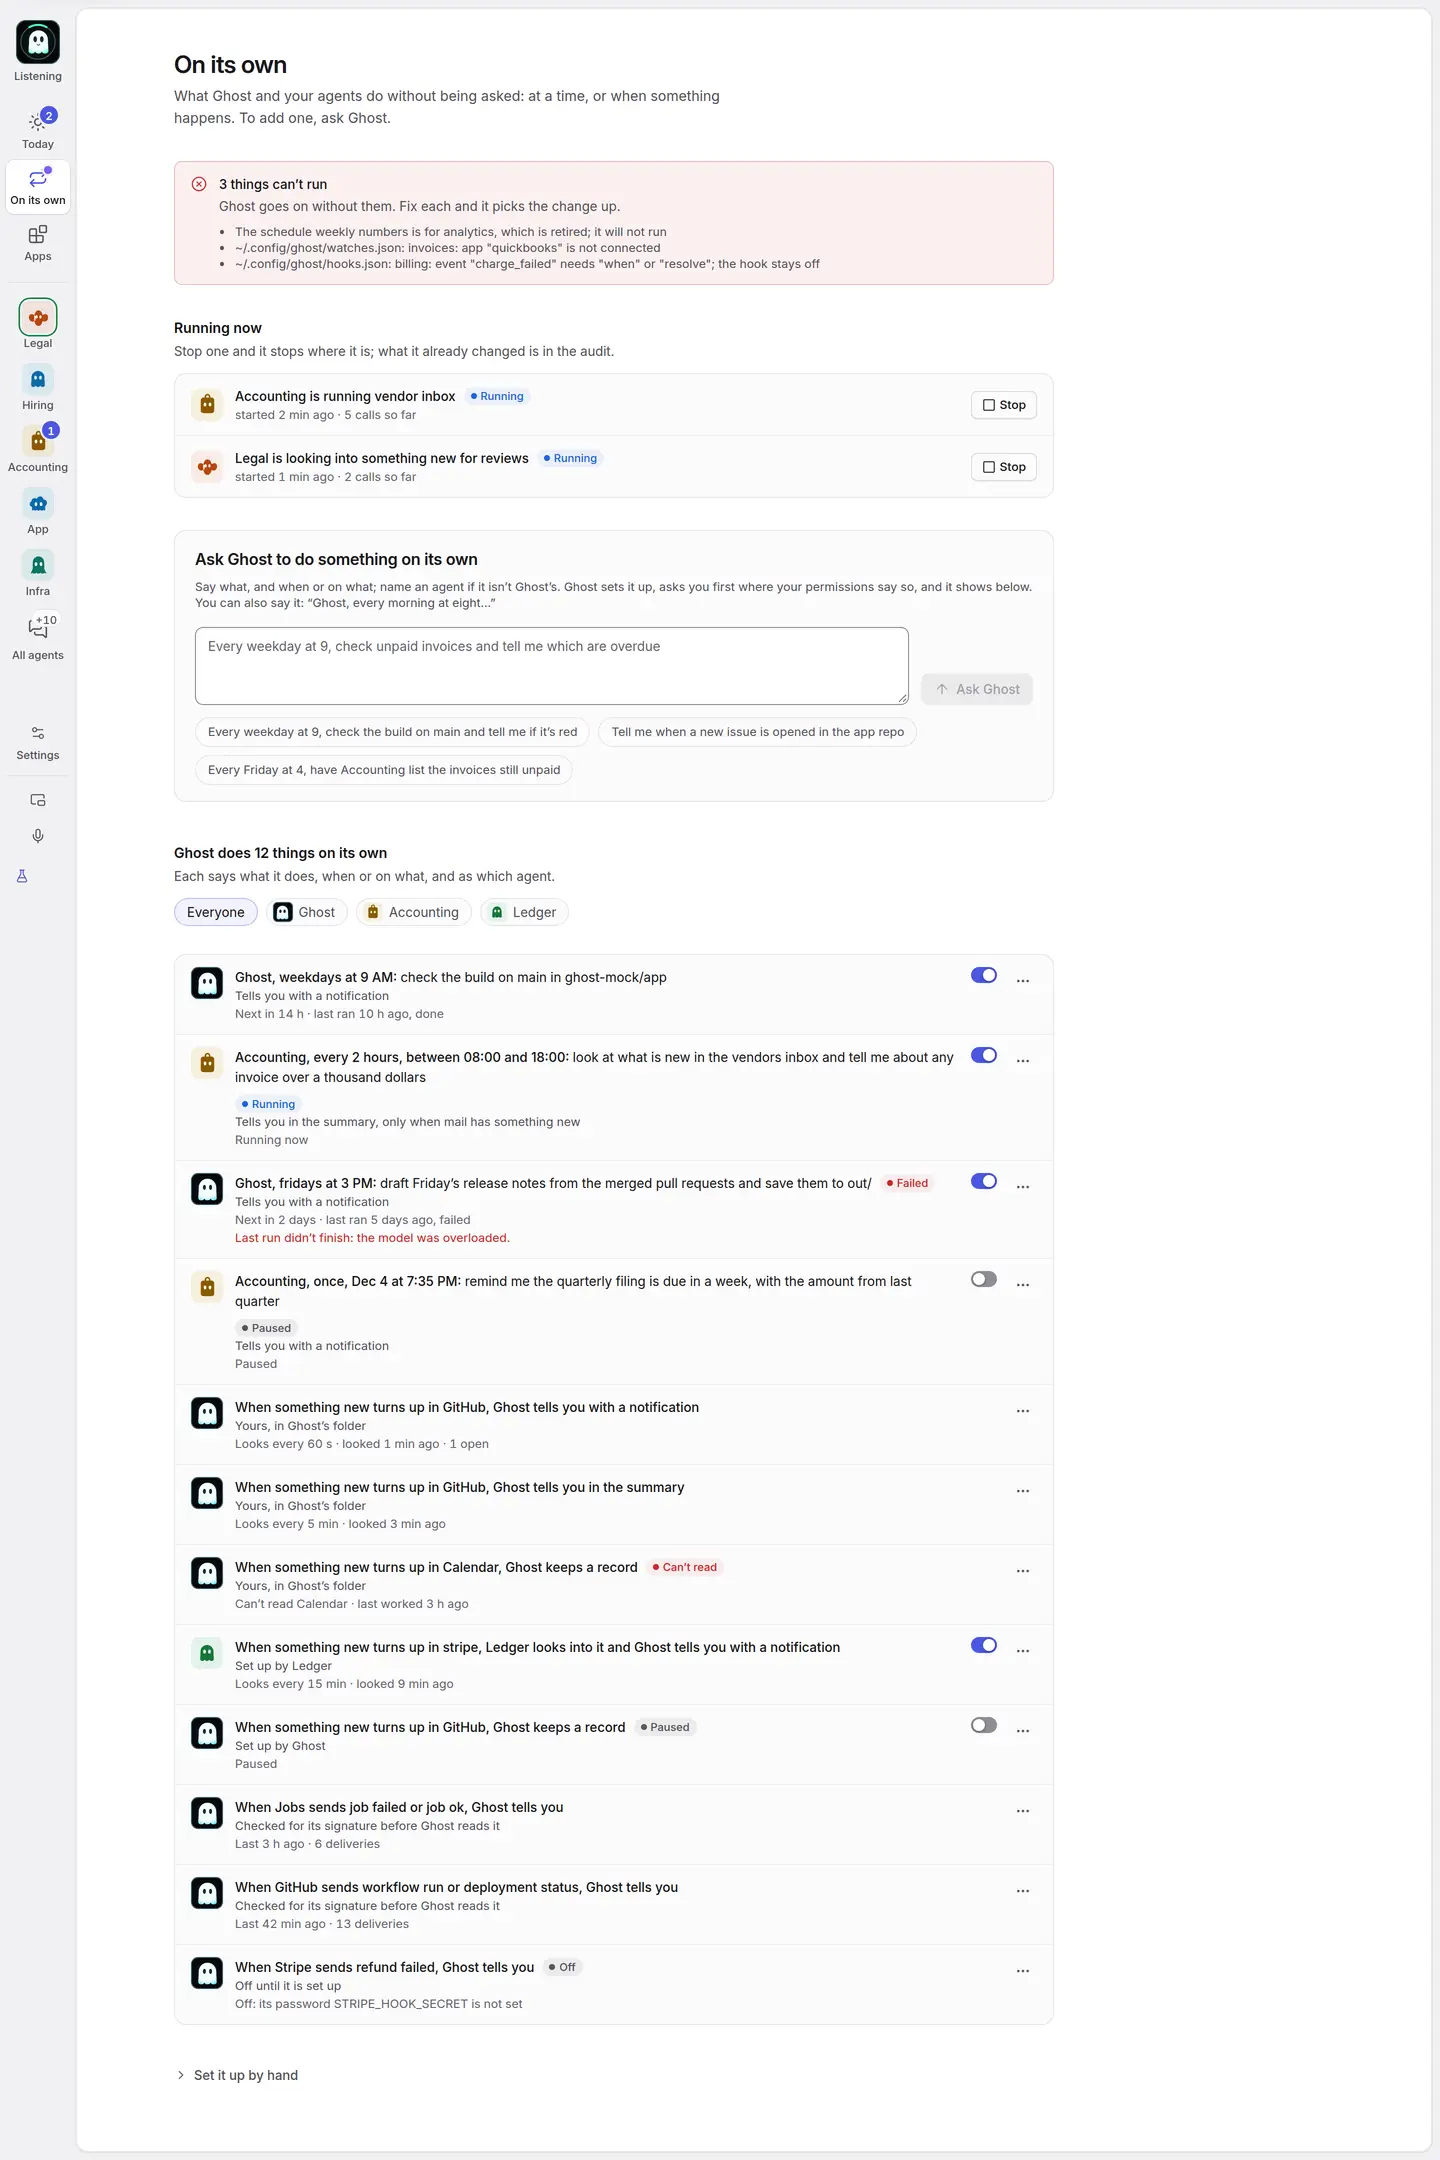 Listening
2
Today
On its own
Apps
Legal
Hiring
1
Accounting
App
Infra
+10
All agents
Settings
On its own
What Ghost and your agents do without being asked: at a time, or when something
happens. To add one, ask Ghost.
3 things can’t run
Ghost goes on without them. Fix each and it picks the change up.
• The schedule weekly numbers is for analytics, which is retired; it will not run
• ~/.config/ghost/watches.json: invoices: app "quickbooks" is not connected
• ~/.config/ghost/hooks.json: billing: event "charge_failed" needs "when" or "resolve"; the hook stays off
Running now
Stop one and it stops where it is; what it already changed is in the audit.
Accounting is running vendor inbox • Running
started 2 min ago · 5 calls so far
Stop
Legal is looking into something new for reviews • Running
started 1 min ago · 2 calls so far
Stop
Ask Ghost to do something on its own
Say what, and when or on what; name an agent if it isn’t Ghost’s. Ghost sets it up, asks you first where your permissions say so, and it shows below.
You can also say it: “Ghost, every morning at eight…”
Every weekday at 9, check unpaid invoices and tell me which are overdue
Ask Ghost
Every weekday at 9, check the build on main and tell me if it’s red
Tell me when a new issue is opened in the app repo
Every Friday at 4, have Accounting list the invoices still unpaid
Ghost does 12 things on its own
Each says what it does, when or on what, and as which agent.
Everyone
Ghost
Accounting
Ledger
Ghost, weekdays at 9 AM: check the build on main in ghost-mock/app
Tells you with a notification
Next in 14 h · last ran 10 h ago, done
Accounting, every 2 hours, between 08:00 and 18:00: look at what is new in the vendors inbox and tell me about any
invoice over a thousand dollars
• Running
Tells you in the summary, only when mail has something new
Running now
Ghost, fridays at 3 PM: draft Friday’s release notes from the merged pull requests and save them to out/ • Failed
Tells you with a notification
Next in 2 days · last ran 5 days ago, failed
Last run didn’t finish: the model was overloaded.
Accounting, once, Dec 4 at 7:35 PM: remind me the quarterly filing is due in a week, with the amount from last
quarter
• Paused
Tells you with a notification
Paused
When something new turns up in GitHub, Ghost tells you with a notification
Yours, in Ghost’s folder
Looks every 60 s · looked 1 min ago · 1 open
When something new turns up in GitHub, Ghost tells you in the summary
Yours, in Ghost’s folder
Looks every 5 min · looked 3 min ago
When something new turns up in Calendar, Ghost keeps a record • Can’t read
Yours, in Ghost’s folder
Can’t read Calendar · last worked 3 h ago
When something new turns up in stripe, Ledger looks into it and Ghost tells you with a notification
Set up by Ledger
Looks every 15 min · looked 9 min ago
When something new turns up in GitHub, Ghost keeps a record • Paused
Set up by Ghost
Paused
When Jobs sends job failed or job ok, Ghost tells you
Checked for its signature before Ghost reads it
Last 3 h ago · 6 deliveries
When GitHub sends workflow run or deployment status, Ghost tells you
Checked for its signature before Ghost reads it
Last 42 min ago · 13 deliveries
When Stripe sends refund failed, Ghost tells you • Off
Off until it is set up
Off: its password STRIPE_HOOK_SECRET is not set
Set it up by hand